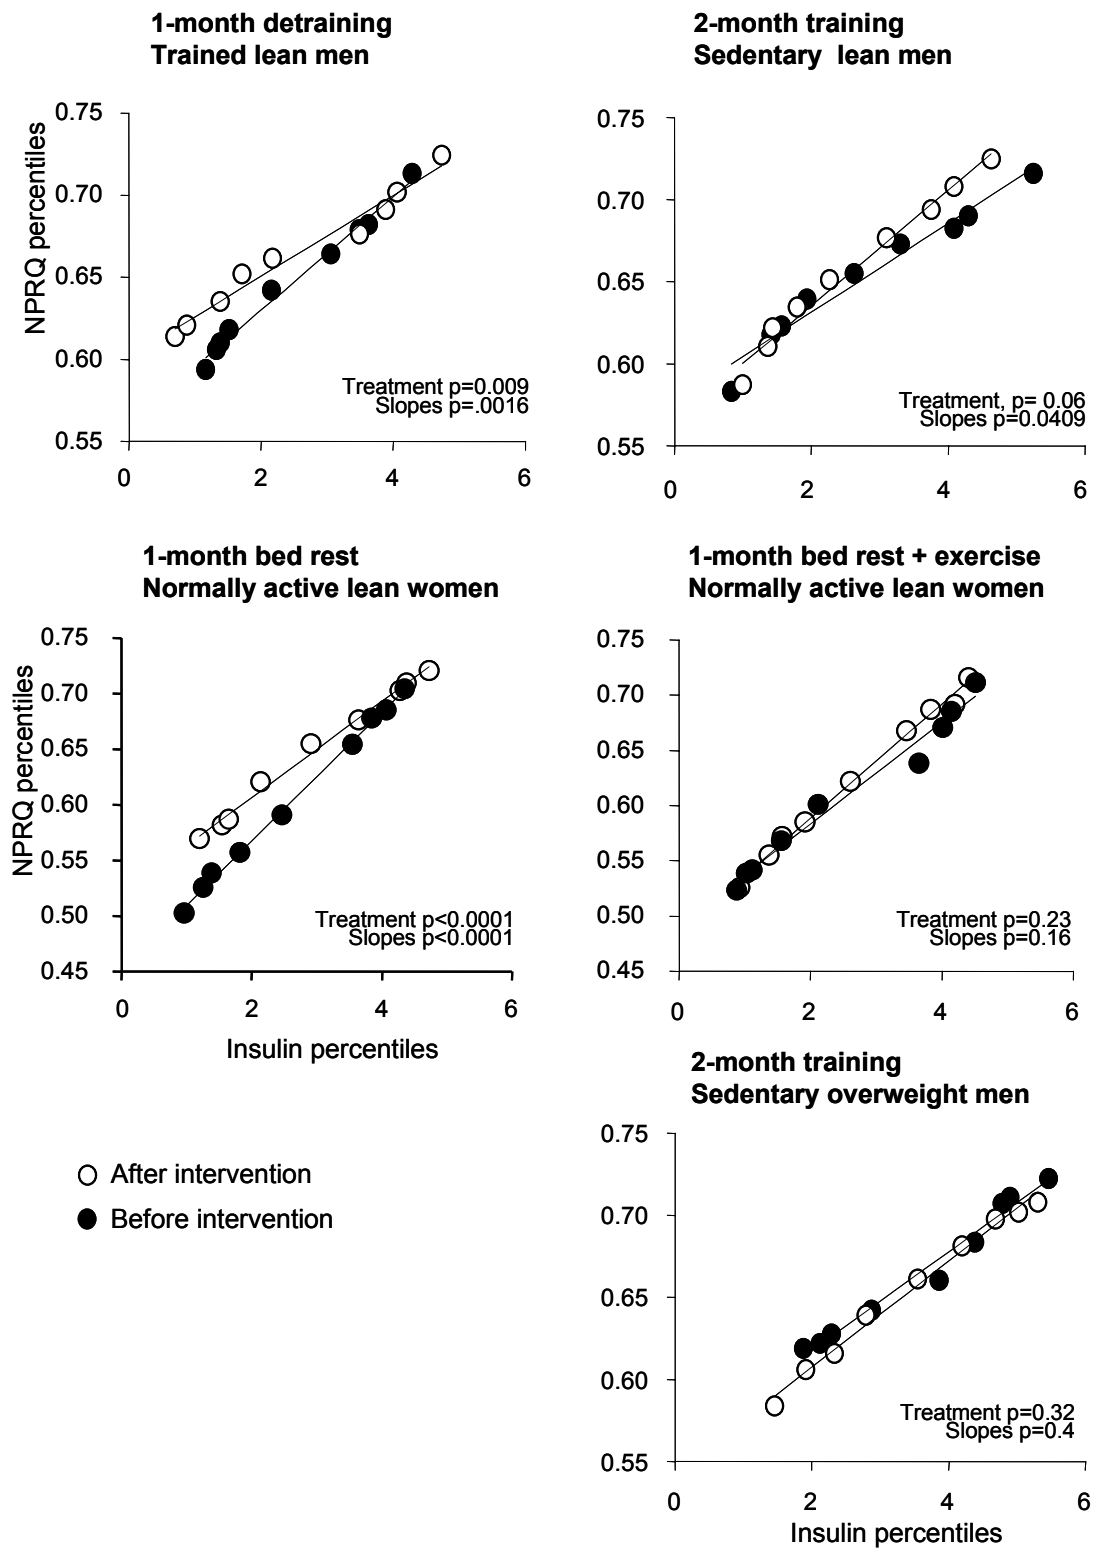 1-month detraining
Trained lean men
NPRQ percentiles
0.75
0.70
0.65
0.60
0.55
Treatment p=0.009
Slopes p=.0016
0 2 4 6
2-month training
Sedentary lean men
0.75
0.70
0.65
0.60
0.55
Treatment, p= 0.06
Slopes p=0.0409
0 2 4 6
1-month bed rest
Normally active lean women
NPRQ percentiles
0.75
0.70
0.65
0.60
0.55
0.50
0.45
Treatment p<0.0001
Slopes p<0.0001
0 2 4 6
Insulin percentiles
1-month bed rest + exercise
Normally active lean women
0.75
0.70
0.65
0.60
0.55
0.50
0.45
Treatment p=0.23
Slopes p=0.16
0 2 4 6
After intervention
Before intervention
2-month training
Sedentary overweight men
0.75
0.70
0.65
0.60
0.55
Treatment p=0.32
Slopes p=0.4
0 2 4 6
Insulin percentiles